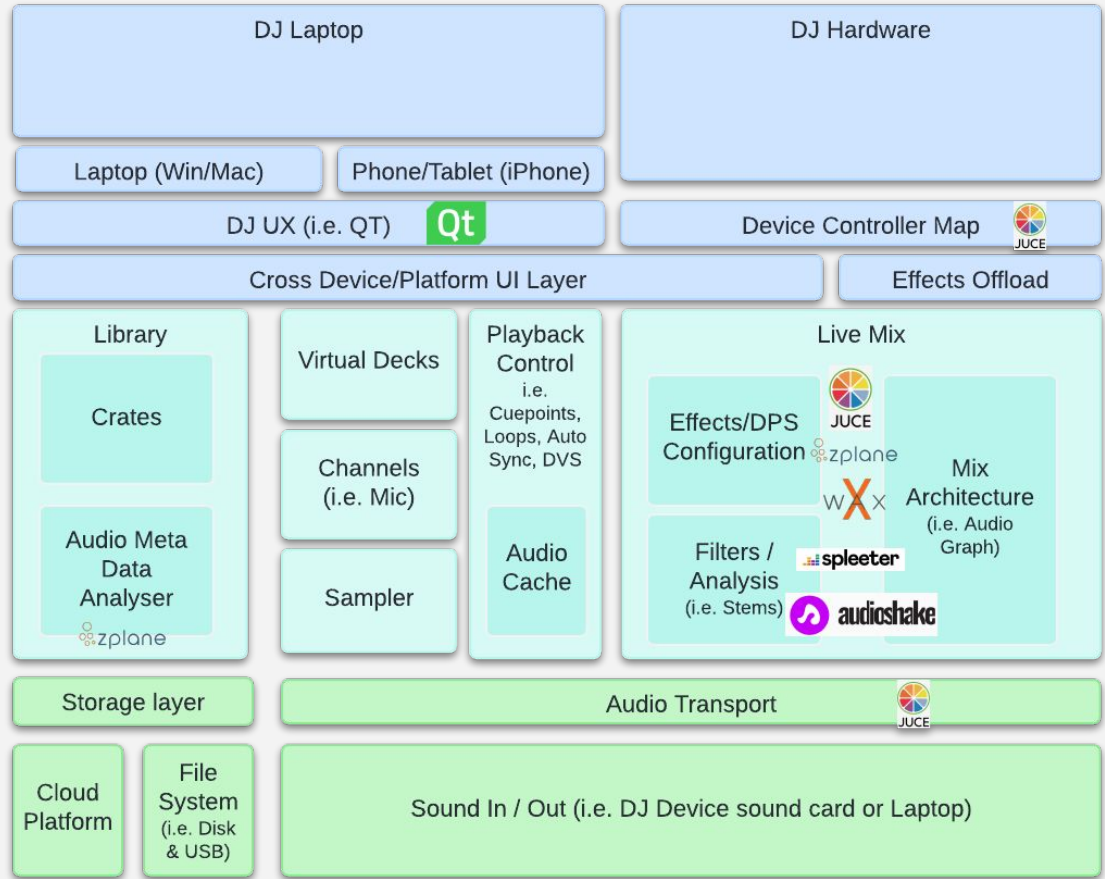 DJ Laptop
DJ Hardware
Laptop (Win/Mac)
Phone/Tablet (iPhone)
DJ UX (i.e. QT)
Qt
Device Controller Map
JUCE
Cross Device/Platform UI Layer
Effects Offload
Library
Crates
Audio Meta
Data
Analyser
zplane
Virtual Decks
Channels
(i.e. Mic)
Sampler
Playback
Control
i.e.
Cuepoints,
Loops, Auto
Sync, DVS
Audio
Cache
Live Mix
Effects/DPS
Configuration
JUCE
zplane
WAX
Filters /
Analysis
(i.e. Stems)
spleeter
audioshake
Mix
Architecture
(i.e. Audio
Graph)
Storage layer
Audio Transport
JUCE
Cloud
Platform
File
System
(i.e. Disk
& USB)
Sound In / Out (i.e. DJ Device sound card or Laptop)